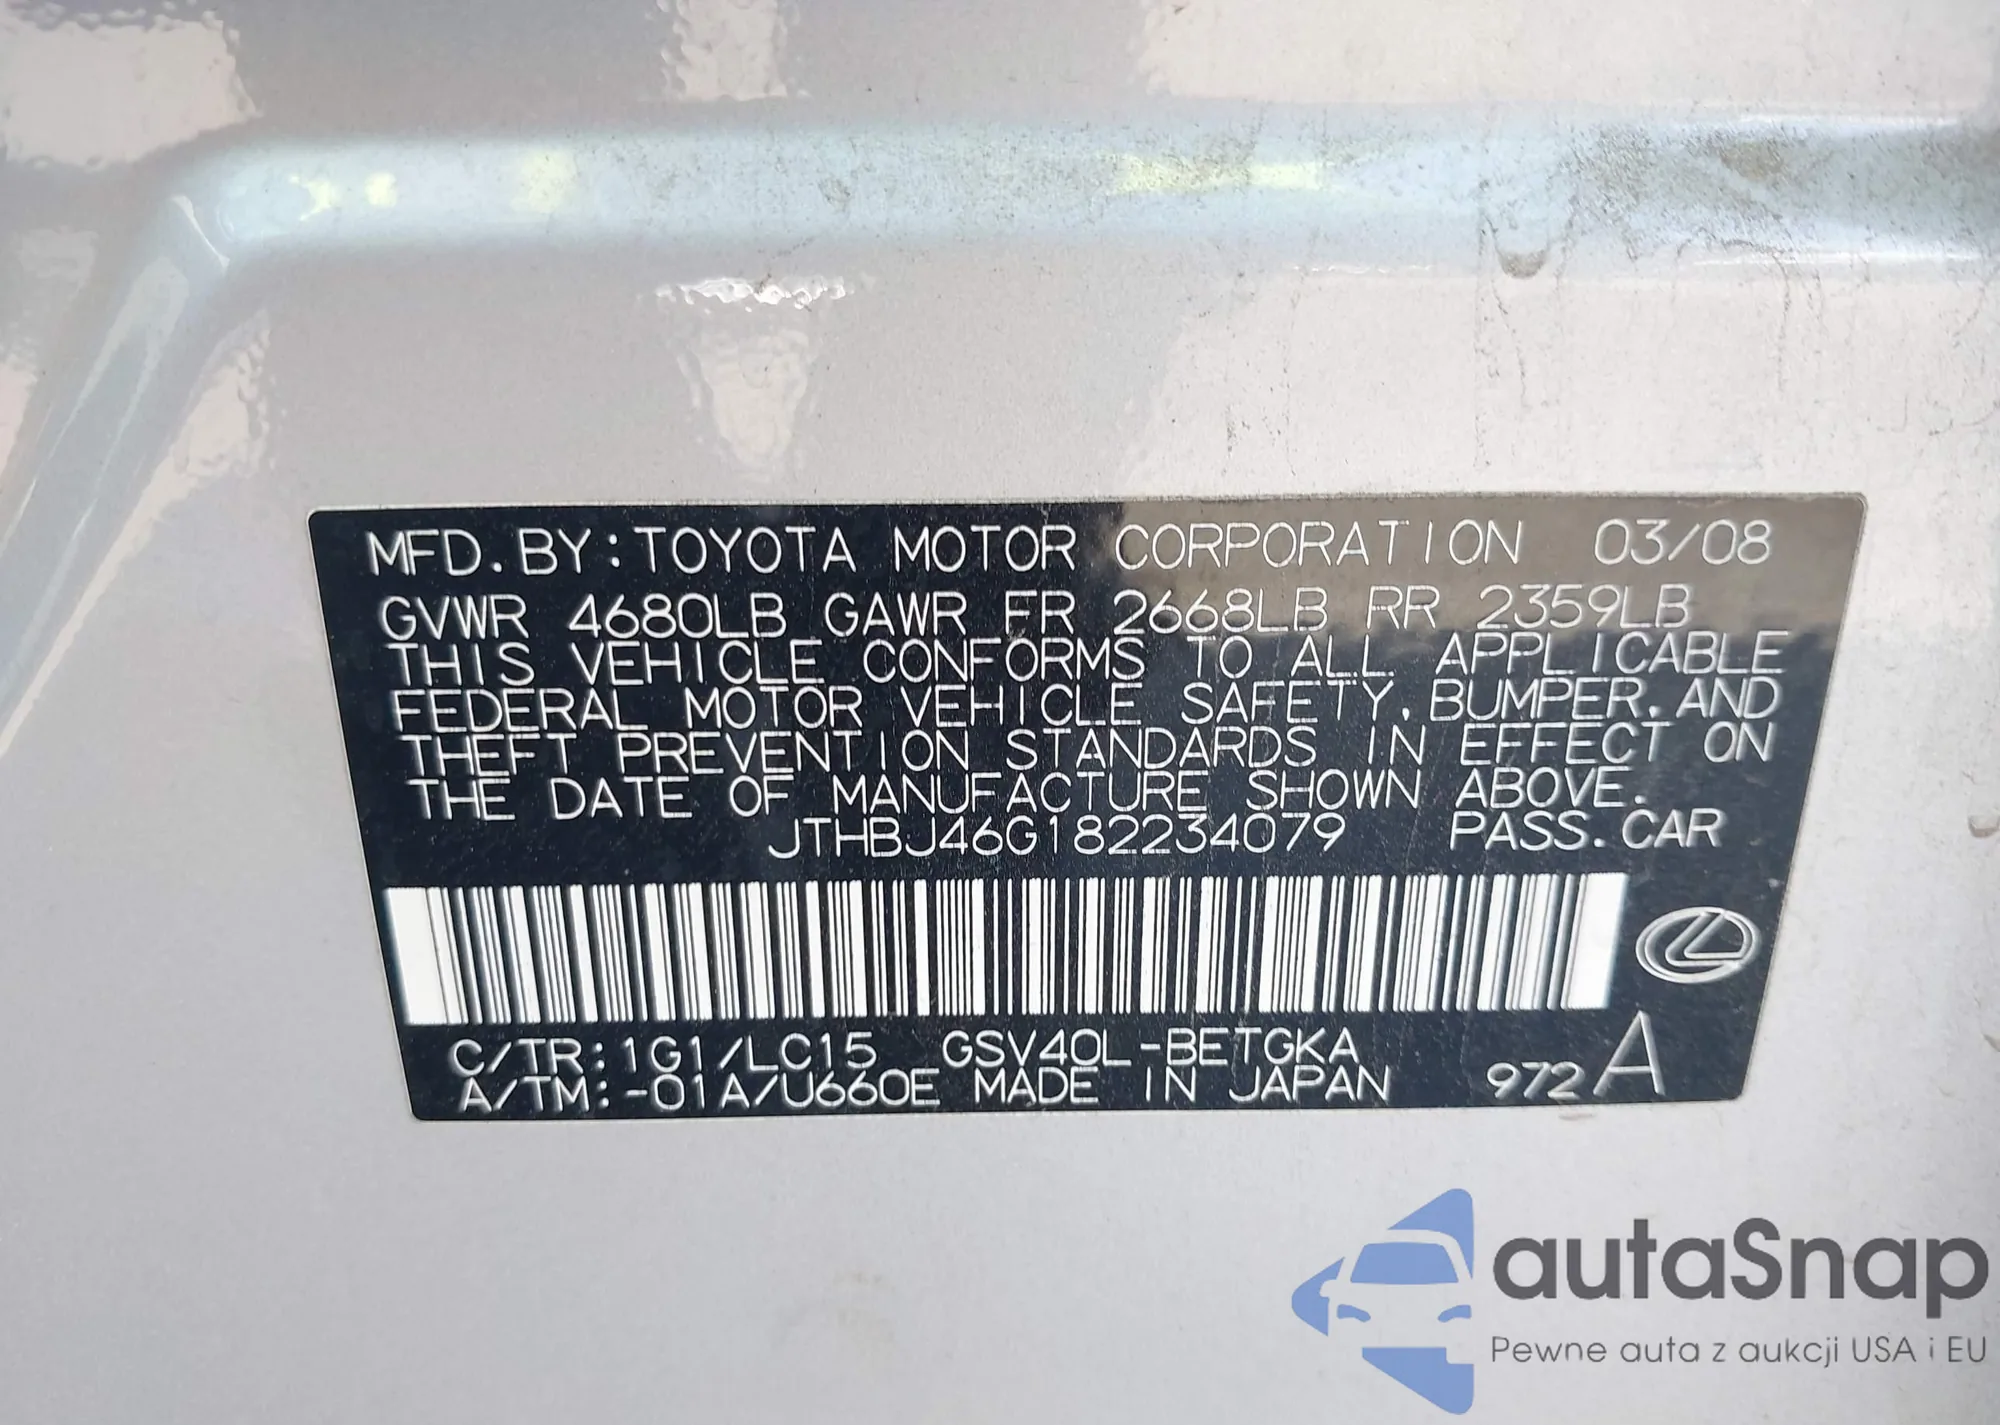 MFD. BY: TOYOTA MOTOR CORPORATION 03/08
GVWR 4680LB GAWR FR 2668LB RR 2359LB
THIS VEHICLE CONFORMS TO ALL APPLICABLE
FEDERAL MOTOR VEHICLE SAFETY, BUMPER, AND
THEFT PREVENTION STANDARDS IN EFFECT ON
THE DATE OF MANUFACTURE SHOWN ABOVE.
JTHBJ46G182234079 PASS. CAR
C/TR: 1G1/LC15 GSV40L-BETGKA
A/TM: -01A/U660E MADE IN JAPAN 972A
autaSnap
Pewne auta z aukcji USA i EU